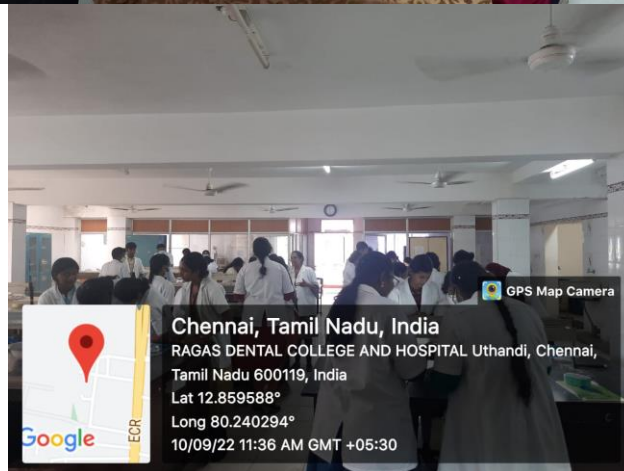 GPS Map Camera
Chennai, Tamil Nadu, India
RAGAS DENTAL COLLEGE AND HOSPITAL Uthandi, Chennai,
Tamil Nadu 600119, India
Lat 12.859588°
Long 80.240294°
10/09/22 11:36 AM GMT +05:30
Google
ECR